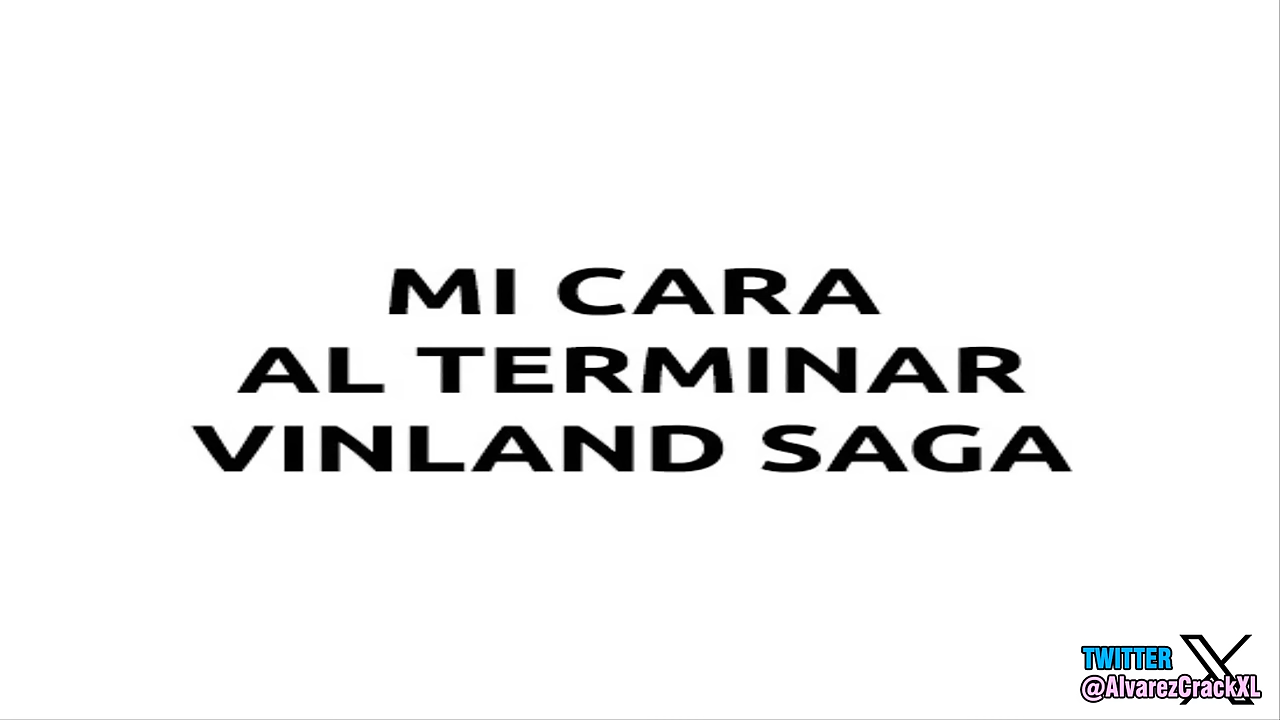 MI CARA
AL TERMINAR
VINLAND SAGA
TWITTER
@AlvarezCrackXL